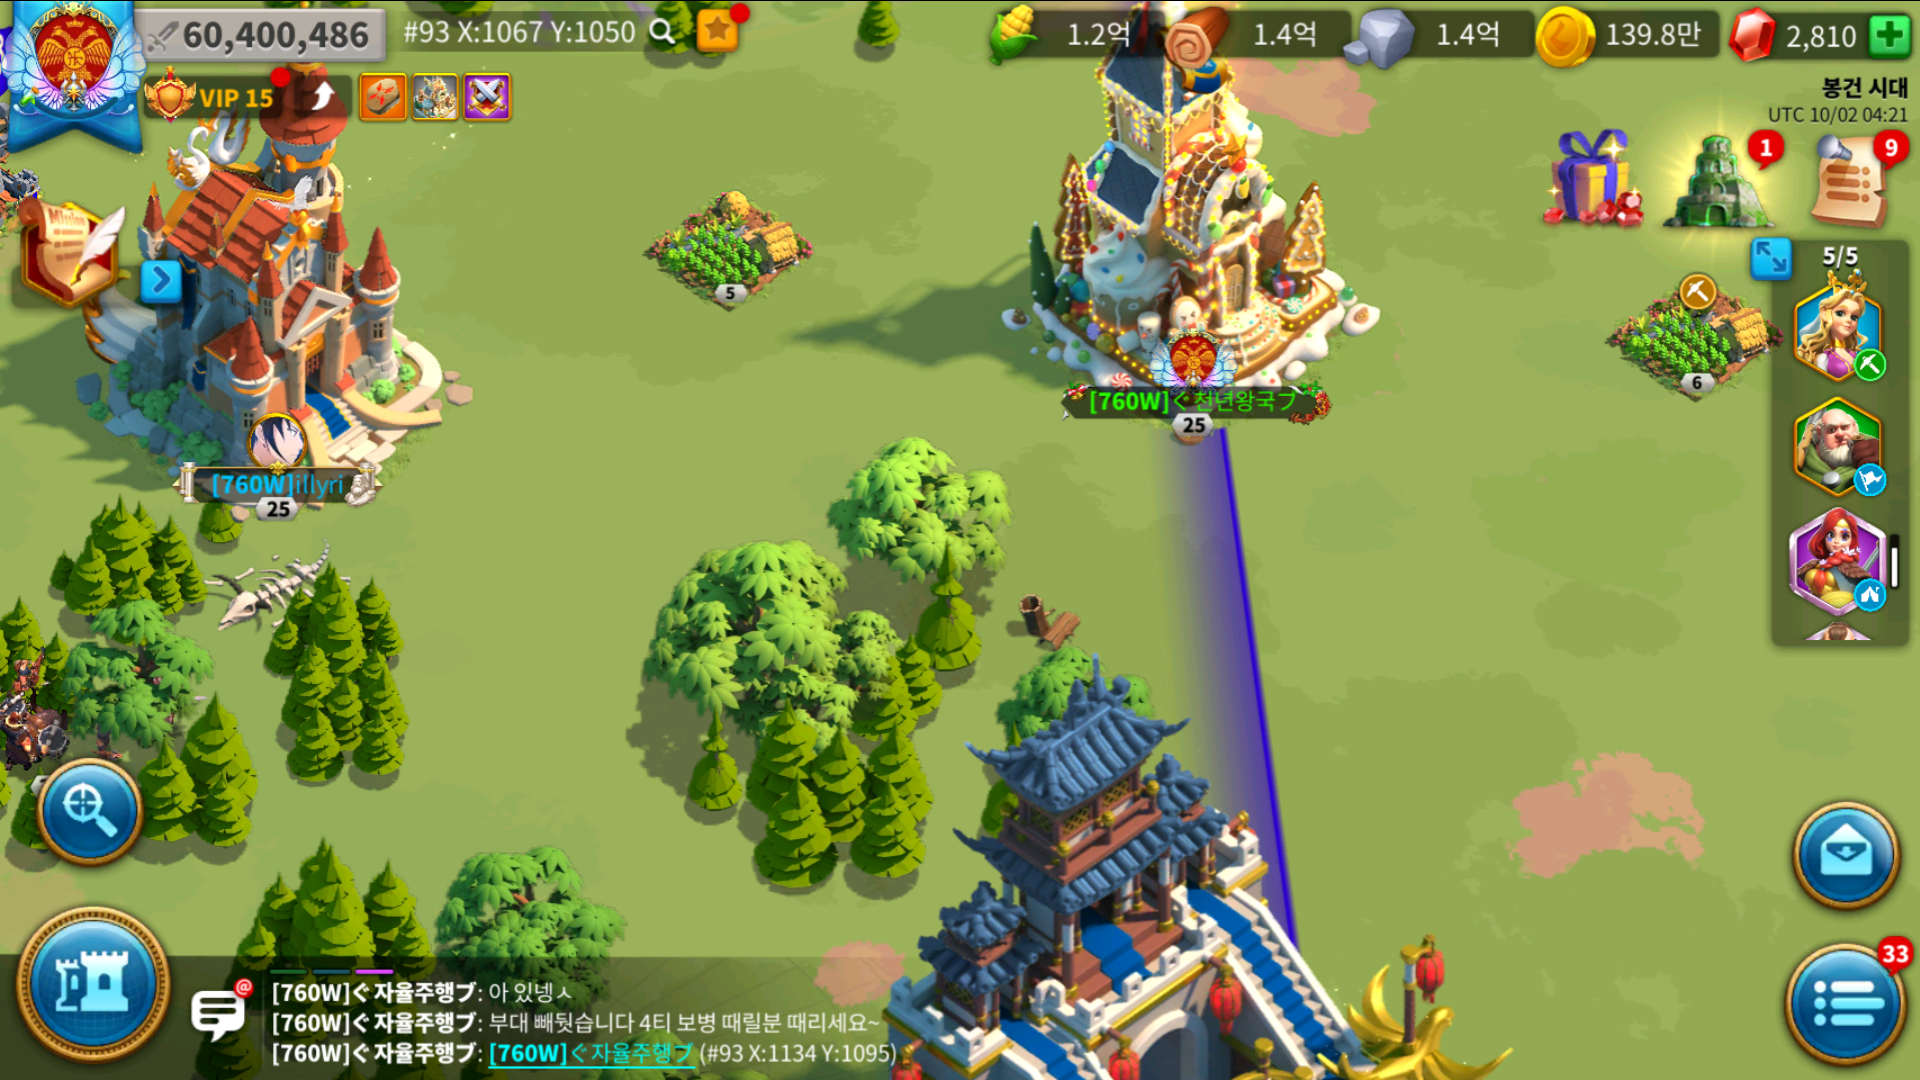 60,400,486
#93 X:1067 Y:1050
1.2억
1.4억
1.4억
139.8만
2,810
VIP 15
봉건 시대
UTC 10/02 04:21
1
9
5/5
Mission
5
6
[760W]ぐ천년왕국ブ
25
[760W]illyri
25
33
[760W]ぐ자율주행ブ: 아 있넹ㅅ
[760W]ぐ자율주행ブ: 부대 빼뒀습니다 4티 보병 때릴분 때리세요~
[760W]ぐ자율주행ブ: [760W]ぐ자율주행ブ (#93 X:1134 Y:1095)